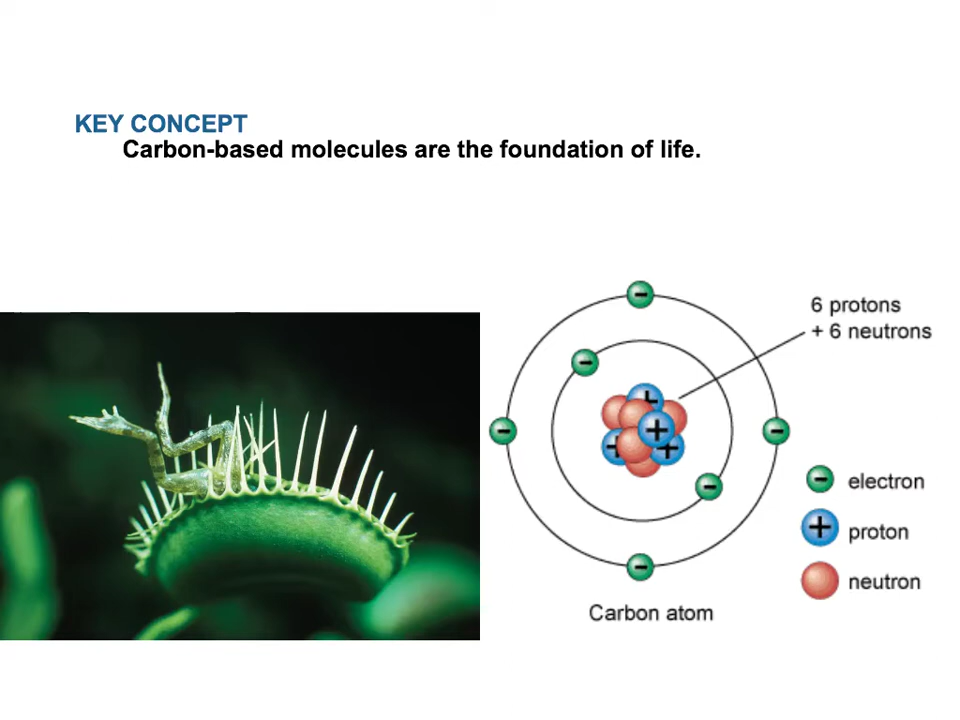 KEY CONCEPT
Carbon-based molecules are the foundation of life.
6 protons
+ 6 neutrons
electron
proton
neutron
Carbon atom